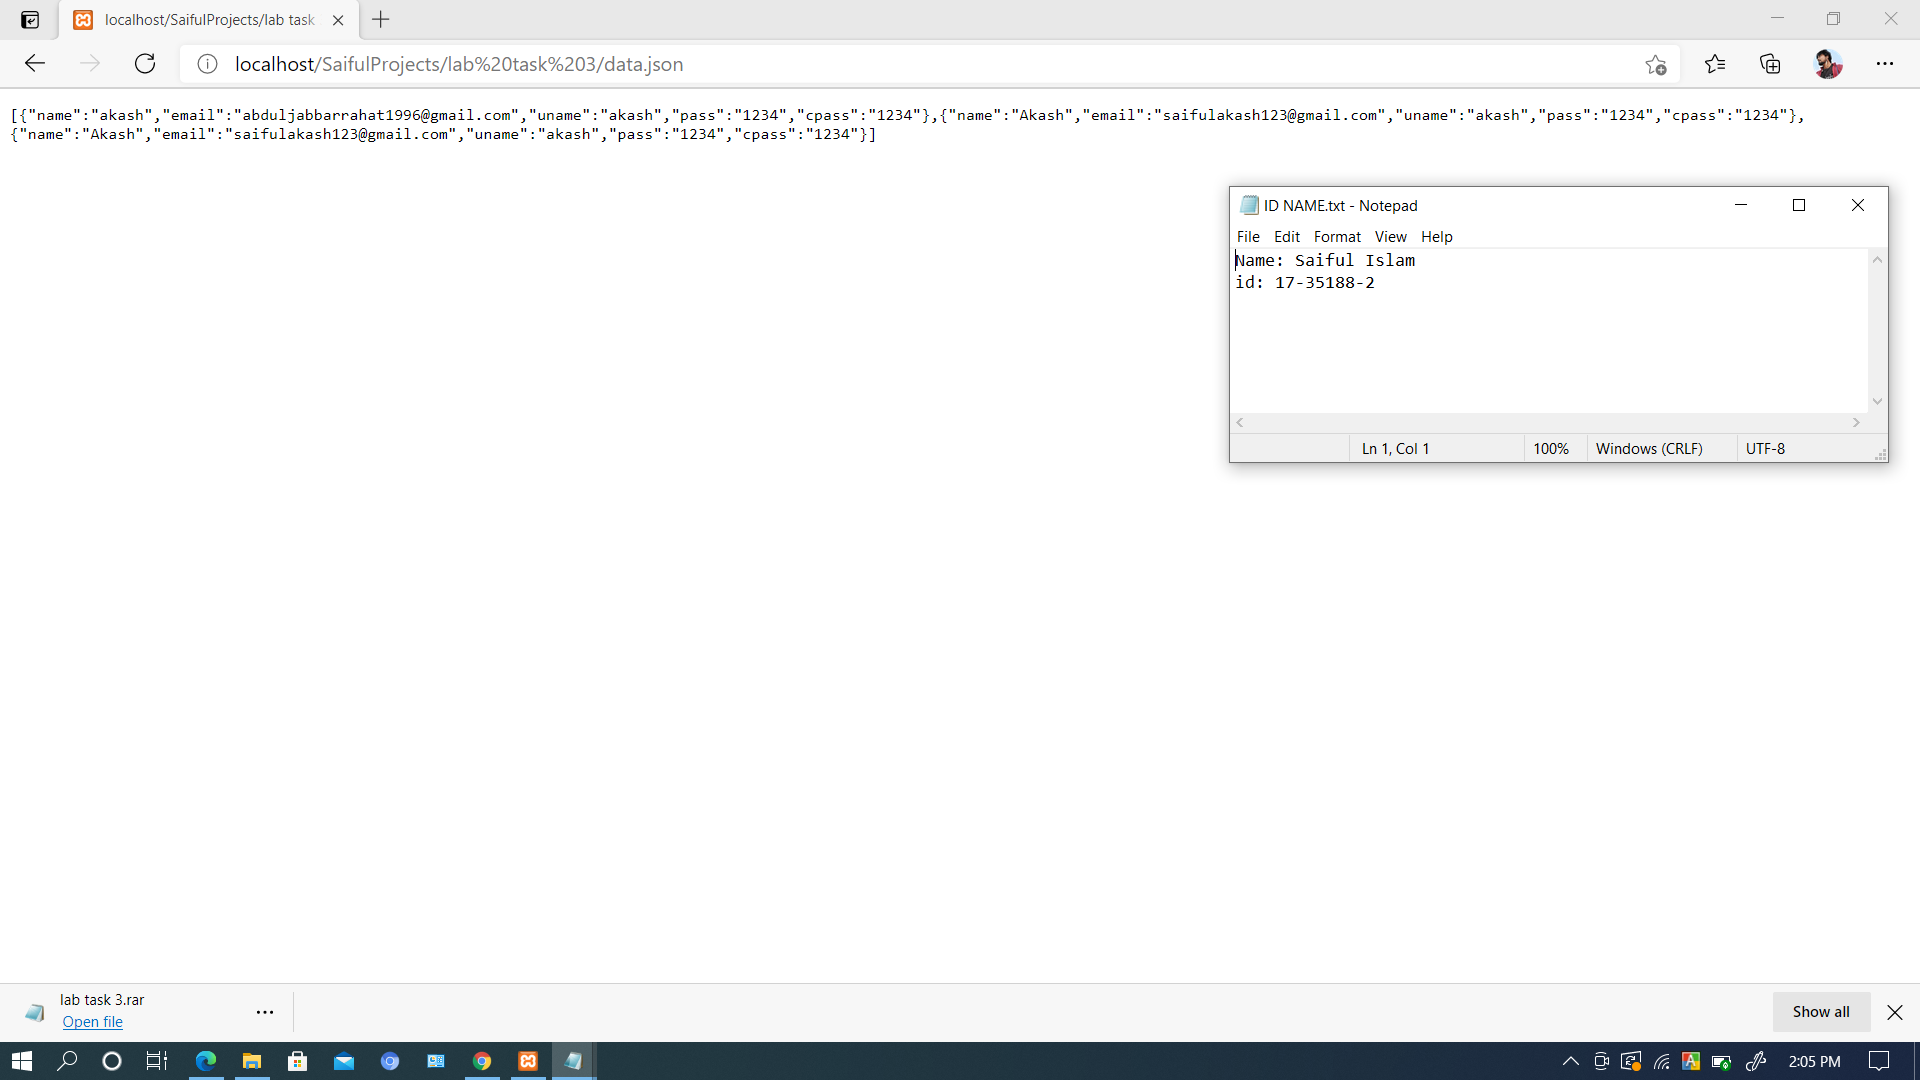 localhost/SaifulProjects/lab task
localhost/SaifulProjects/lab%20task%203/data.json
[{"name":"akash","email":"abduljabbarrahat1996@gmail.com","uname":"akash","pass":"1234","cpass":"1234"},{"name":"Akash","email":"saifulakash123@gmail.com","uname":"akash","pass":"1234","cpass":"1234"},
{"name":"Akash","email":"saifulakash123@gmail.com","uname":"akash","pass":"1234","cpass":"1234"}]
ID NAME.txt - Notepad
File Edit Format View Help
Name: Saiful Islam
id: 17-35188-2
Ln 1, Col 1 100% Windows (CRLF) UTF-8
lab task 3.rar
Open file
Show all
2:05 PM